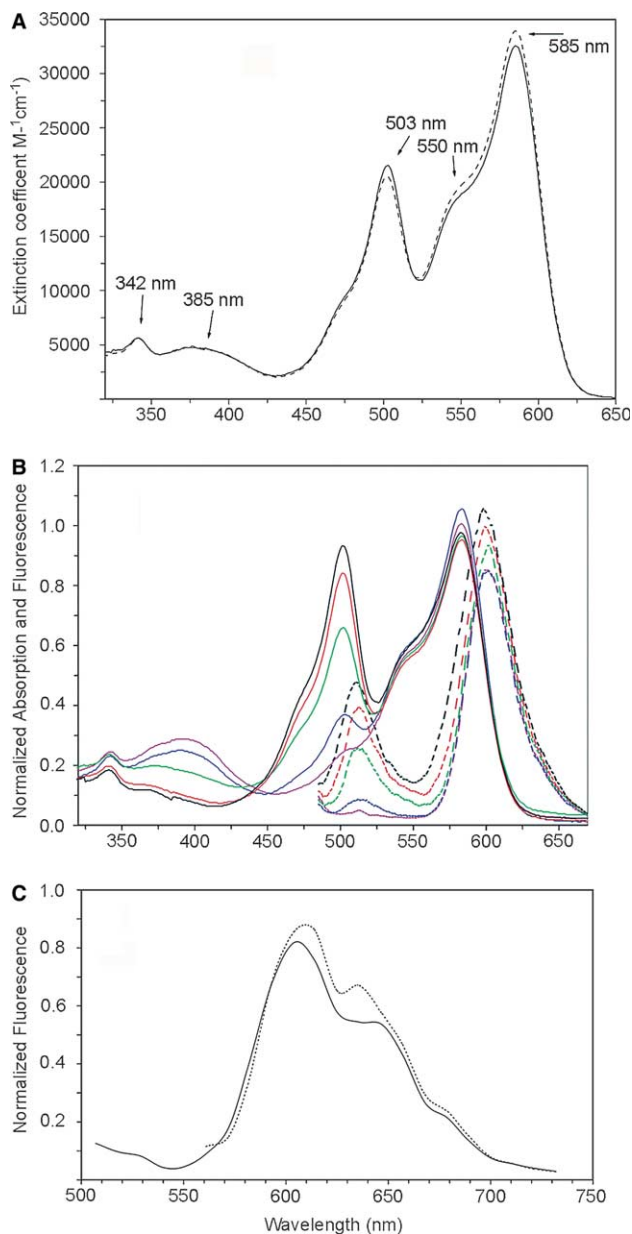 A
Extinction coefficent M-¹cm⁻¹)
35000
30000
25000
20000
15000
10000
5000
342 nm
385 nm
503 nm
550 nm
585 nm
350 400 450 500 550 600 650
B
Normalized Absorption and Fluorescence
1.2
1.0
0.8
0.6
0.4
0.2
0.0
350 400 450 500 550 600 650
C
Normalized Fluorescence
1.0
0.8
0.6
0.4
0.2
500 550 600 650 700 750
Wavelength (nm)